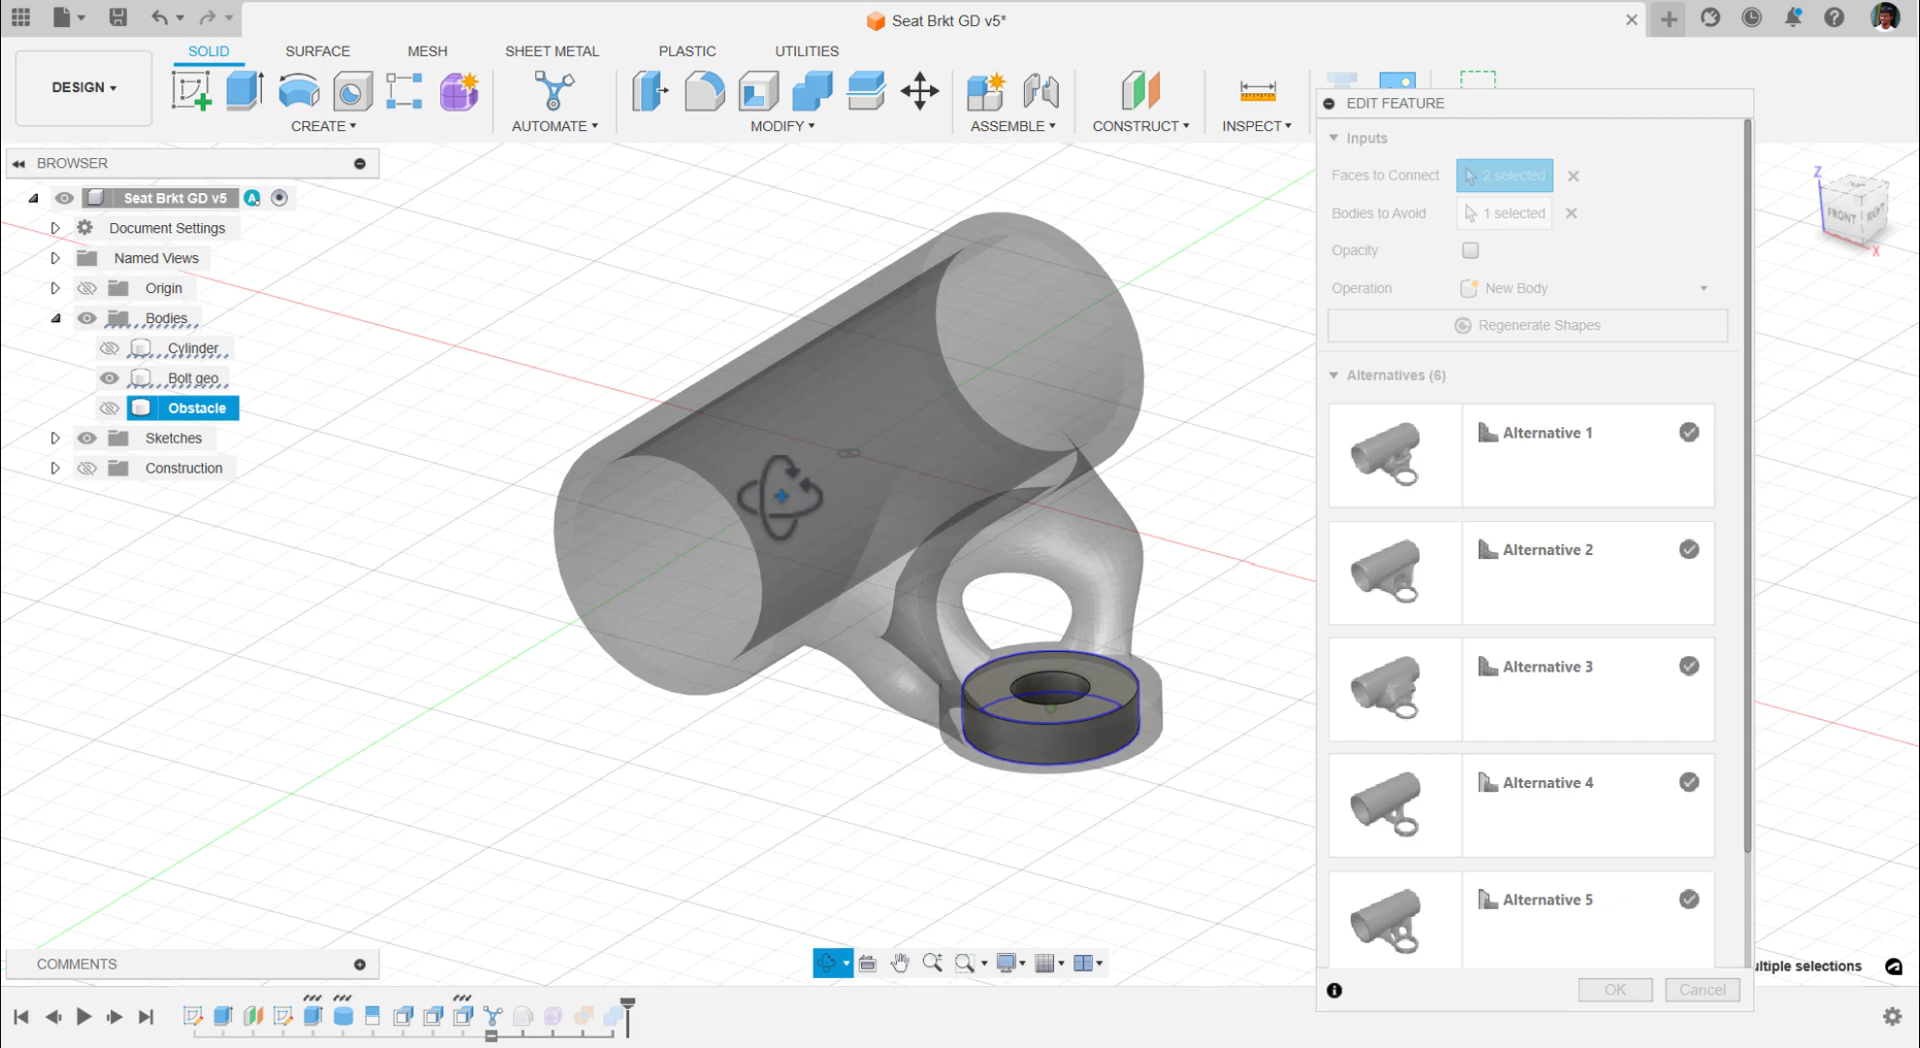 Seat Brkt GD v5*
SOLID SURFACE MESH SHEET METAL PLASTIC UTILITIES
DESIGN
CREATE AUTOMATE MODIFY ASSEMBLE CONSTRUCT INSPECT
EDIT FEATURE
Inputs
Faces to Connect 2 selected
Bodies to Avoid 1 selected
Opacity
Operation New Body
Regenerate Shapes
Alternatives (6)
Alternative 1
Alternative 2
Alternative 3
Alternative 4
Alternative 5
OK Cancel
BROWSER
Seat Brkt GD v5
Document Settings
Named Views
Origin
Bodies
Cylinder
Bolt geo
Obstacle
Sketches
Construction
Z
FRONT RIGHT
X
COMMENTS
ultiple selections